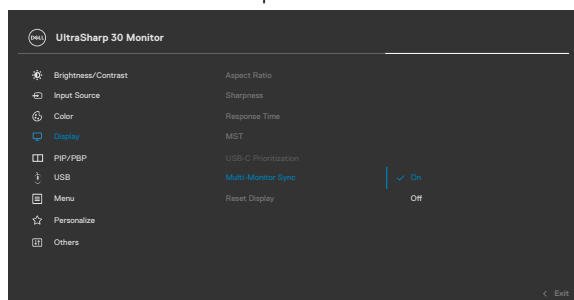 DELL UltraSharp 30 Monitor
Brightness/Contrast Aspect Ratio
Input Source Sharpness
Color Response Time
Display MST
PIP/PBP USB-C Prioritization
USB Multi-Monitor Sync On
Menu Reset Display Off
Personalize
Others
< Exit